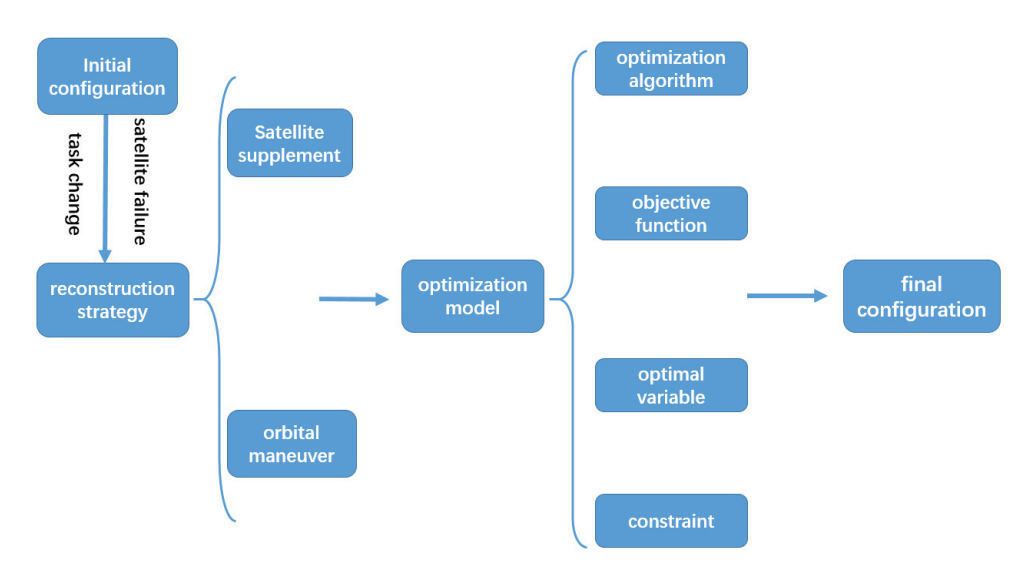 Initial
configuration
task change
satellite failure
reconstruction
strategy
Satellite
supplement
orbital
maneuver
optimization
model
optimization
algorithm
objective
function
optimal
variable
constraint
final
configuration